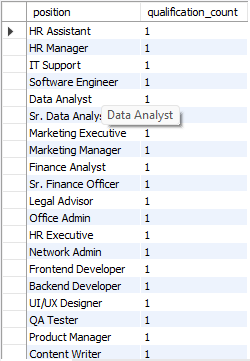 position qualification_count
HR Assistant 1
HR Manager 1
IT Support 1
Software Engineer 1
Data Analyst 1
Sr. Data Analyst 1
Data Analyst
Marketing Executive 1
Marketing Manager 1
Finance Analyst 1
Sr. Finance Officer 1
Legal Advisor 1
Office Admin 1
HR Executive 1
Network Admin 1
Frontend Developer 1
Backend Developer 1
UI/UX Designer 1
QA Tester 1
Product Manager 1
Content Writer 1